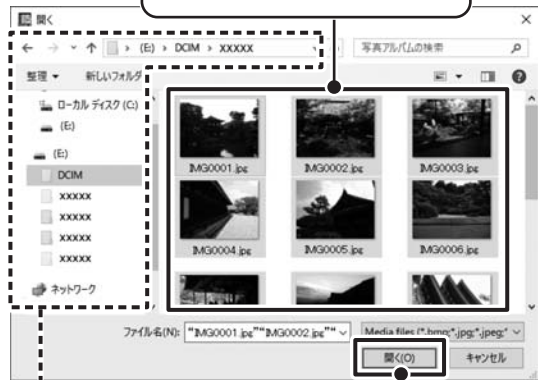 開く
(E:) › DCIM › XXXXX
写真アルバムの検索
整理 新しいフォルダ
ローカル ディスク (C:)
(E:)
(E:)
DCIM
XXXXX
XXXXX
XXXXX
XXXXX
ネットワーク
IMG0001.jpg IMG0002.jpg IMG0003.jpg
IMG0004.jpg IMG0005.jpg IMG0006.jpg
ファイル名(N): "IMG0001.jpg""IMG0002.jpg"" Media files (*.bmp;*.jpg;*.jpeg;*
開く(O) キャンセル